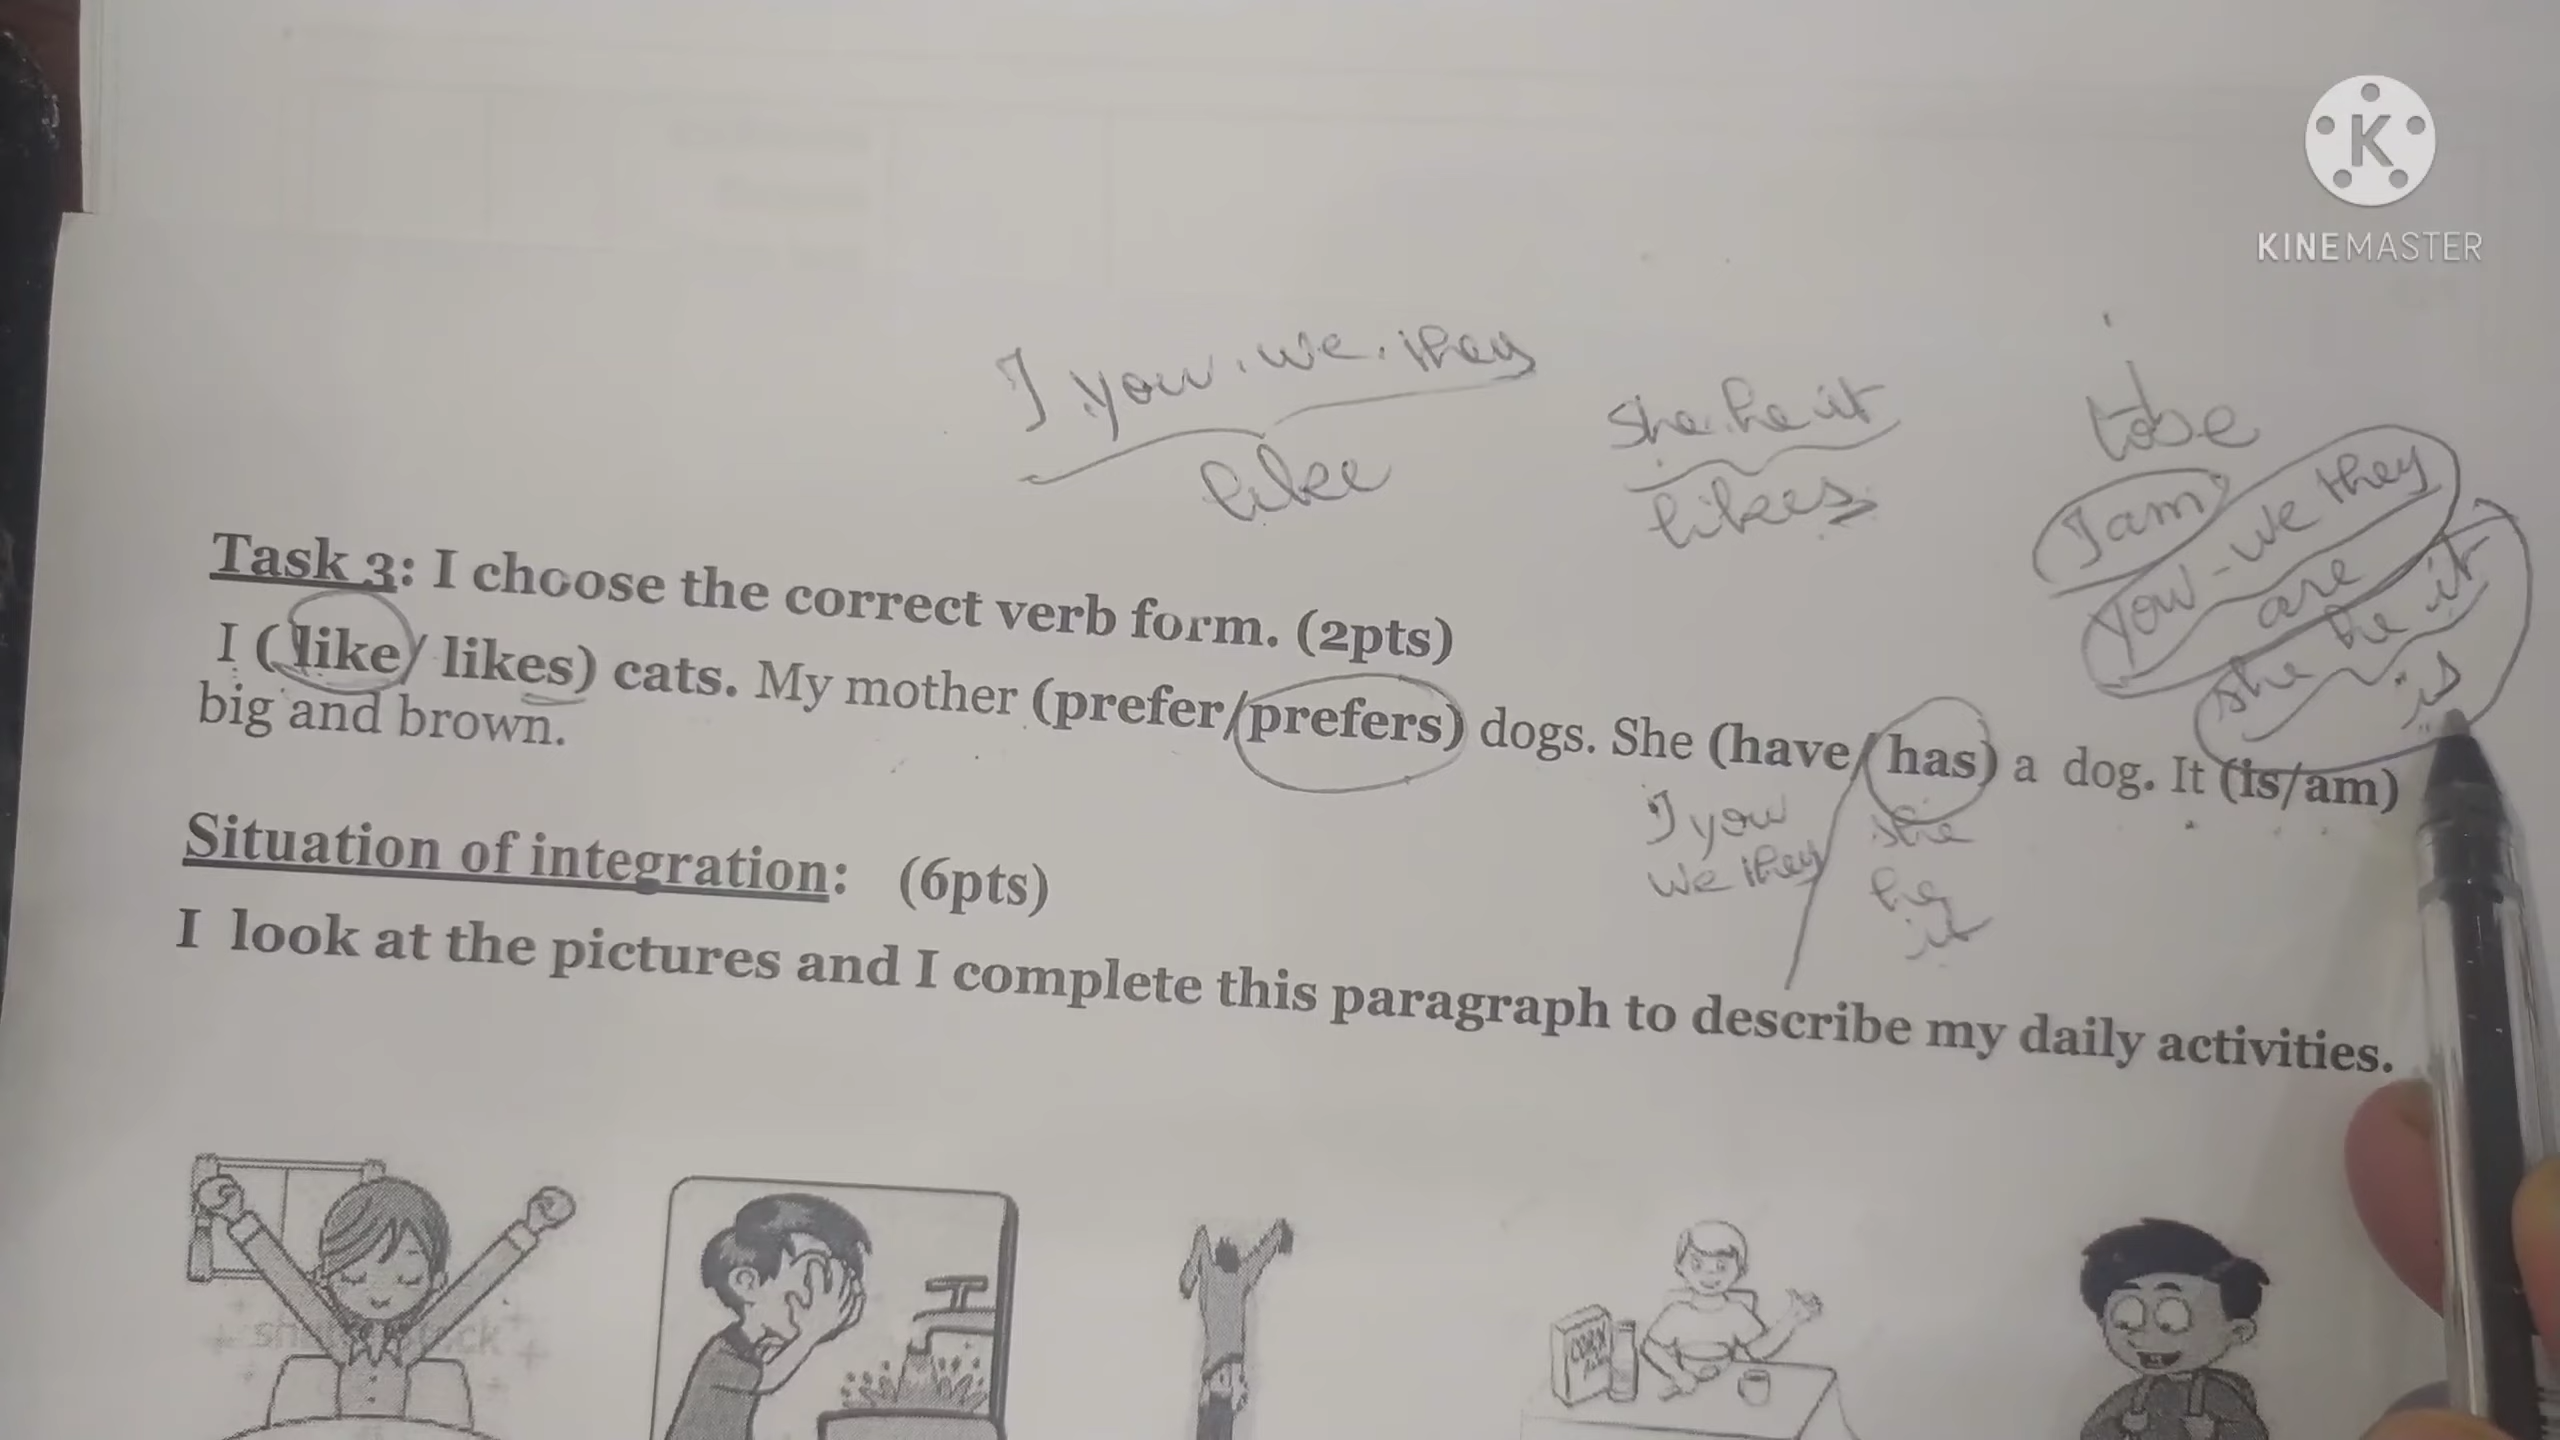 KINEMASTER
I you. we. they
like
she. he it
likes
to be
I am
you - we they
are
she he it
is
Task 3: I choose the correct verb form. (2pts)
I (like/ likes) cats. My mother (prefer/prefers) dogs. She (have/ has) a dog. It (is/am)
big and brown.
I you
we they
she
he
it
Situation of integration: (6pts)
I look at the pictures and I complete this paragraph to describe my daily activities.
CORN